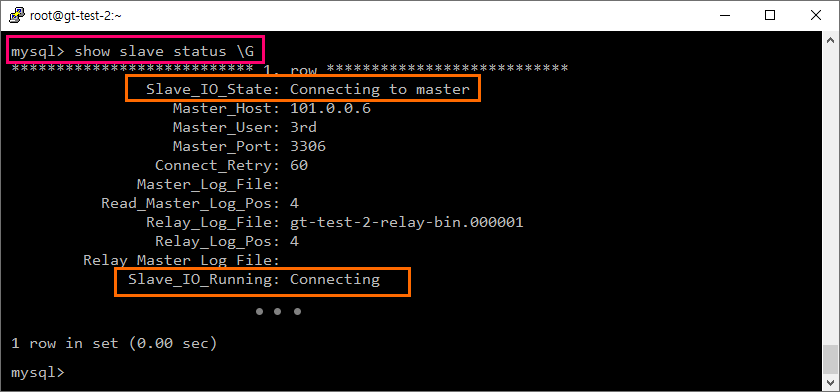 root@gt-test-2:~
mysql> show slave status \G
*************************** 1. row ***************************
Slave_IO_State: Connecting to master
Master_Host: 101.0.0.6
Master_User: 3rd
Master_Port: 3306
Connect_Retry: 60
Master_Log_File:
Read_Master_Log_Pos: 4
Relay_Log_File: gt-test-2-relay-bin.000001
Relay_Log_Pos: 4
Relay_Master_Log_File:
Slave_IO_Running: Connecting
• • •
1 row in set (0.00 sec)
mysql>